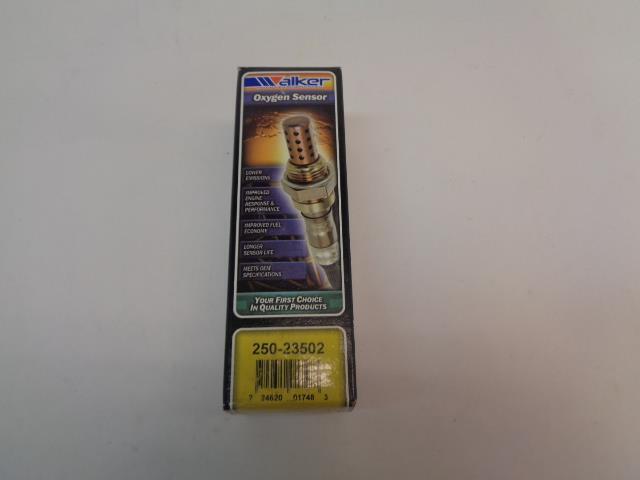 Walker
Oxygen Sensor
LOWER
EMISSIONS
IMPROVED
ENGINE
RESPONSE &
PERFORMANCE
IMPROVED FUEL
ECONOMY
LONGER
SENSOR LIFE
MEETS OEM
SPECIFICATIONS
YOUR FIRST CHOICE
IN QUALITY PRODUCTS
250-23502
7 24620 01748 3